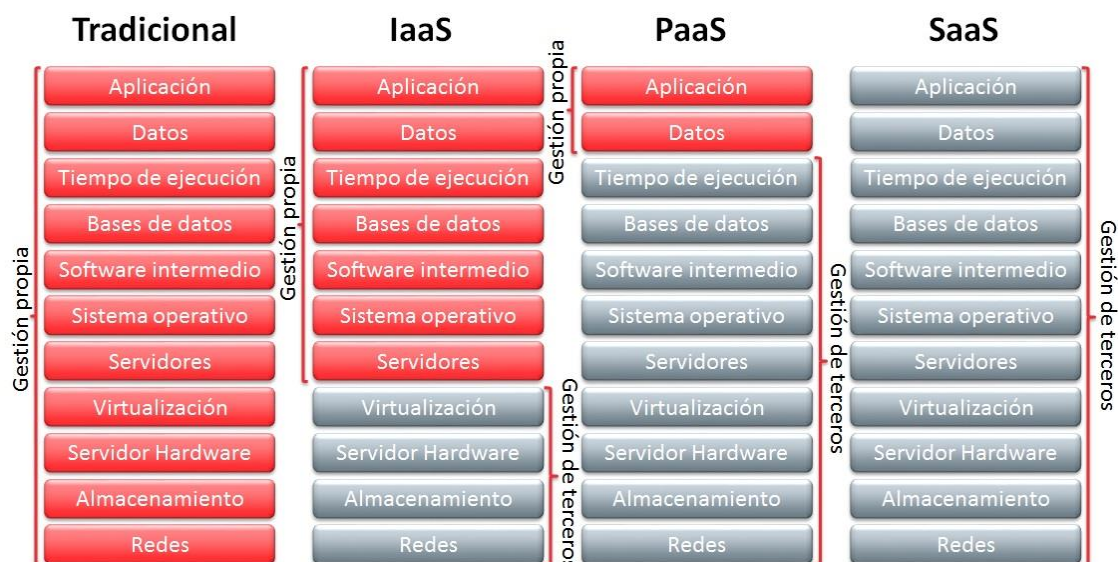 Tradicional
Gestión propia
Aplicación
Datos
Tiempo de ejecución
Bases de datos
Software intermedio
Sistema operativo
Servidores
Virtualización
Servidor Hardware
Almacenamiento
Redes
IaaS
Gestión propia
Aplicación
Datos
Tiempo de ejecución
Bases de datos
Software intermedio
Sistema operativo
Servidores
Virtualización
Servidor Hardware
Almacenamiento
Redes
Gestión de terceros
PaaS
Gestión propia
Aplicación
Datos
Tiempo de ejecución
Bases de datos
Software intermedio
Sistema operativo
Servidores
Virtualización
Servidor Hardware
Almacenamiento
Redes
Gestión de terceros
SaaS
Aplicación
Datos
Tiempo de ejecución
Bases de datos
Software intermedio
Sistema operativo
Servidores
Virtualización
Servidor Hardware
Almacenamiento
Redes
Gestión de terceros